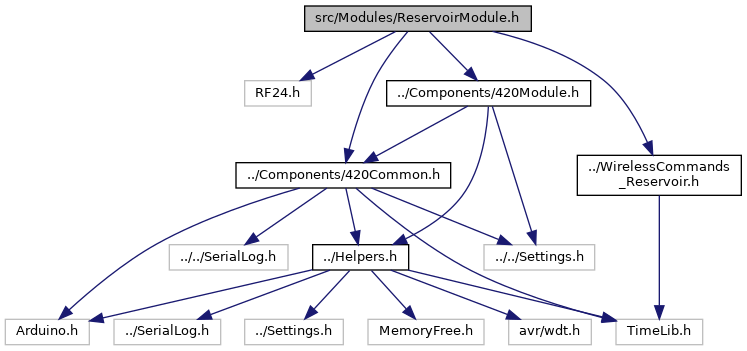 src/Modules/ReservoirModule.h
RF24.h
../Components/420Module.h
../Components/420Common.h
../WirelessCommands
_Reservoir.h
../../SerialLog.h
../Helpers.h
../../Settings.h
Arduino.h
../SerialLog.h
../Settings.h
MemoryFree.h
avr/wdt.h
TimeLib.h